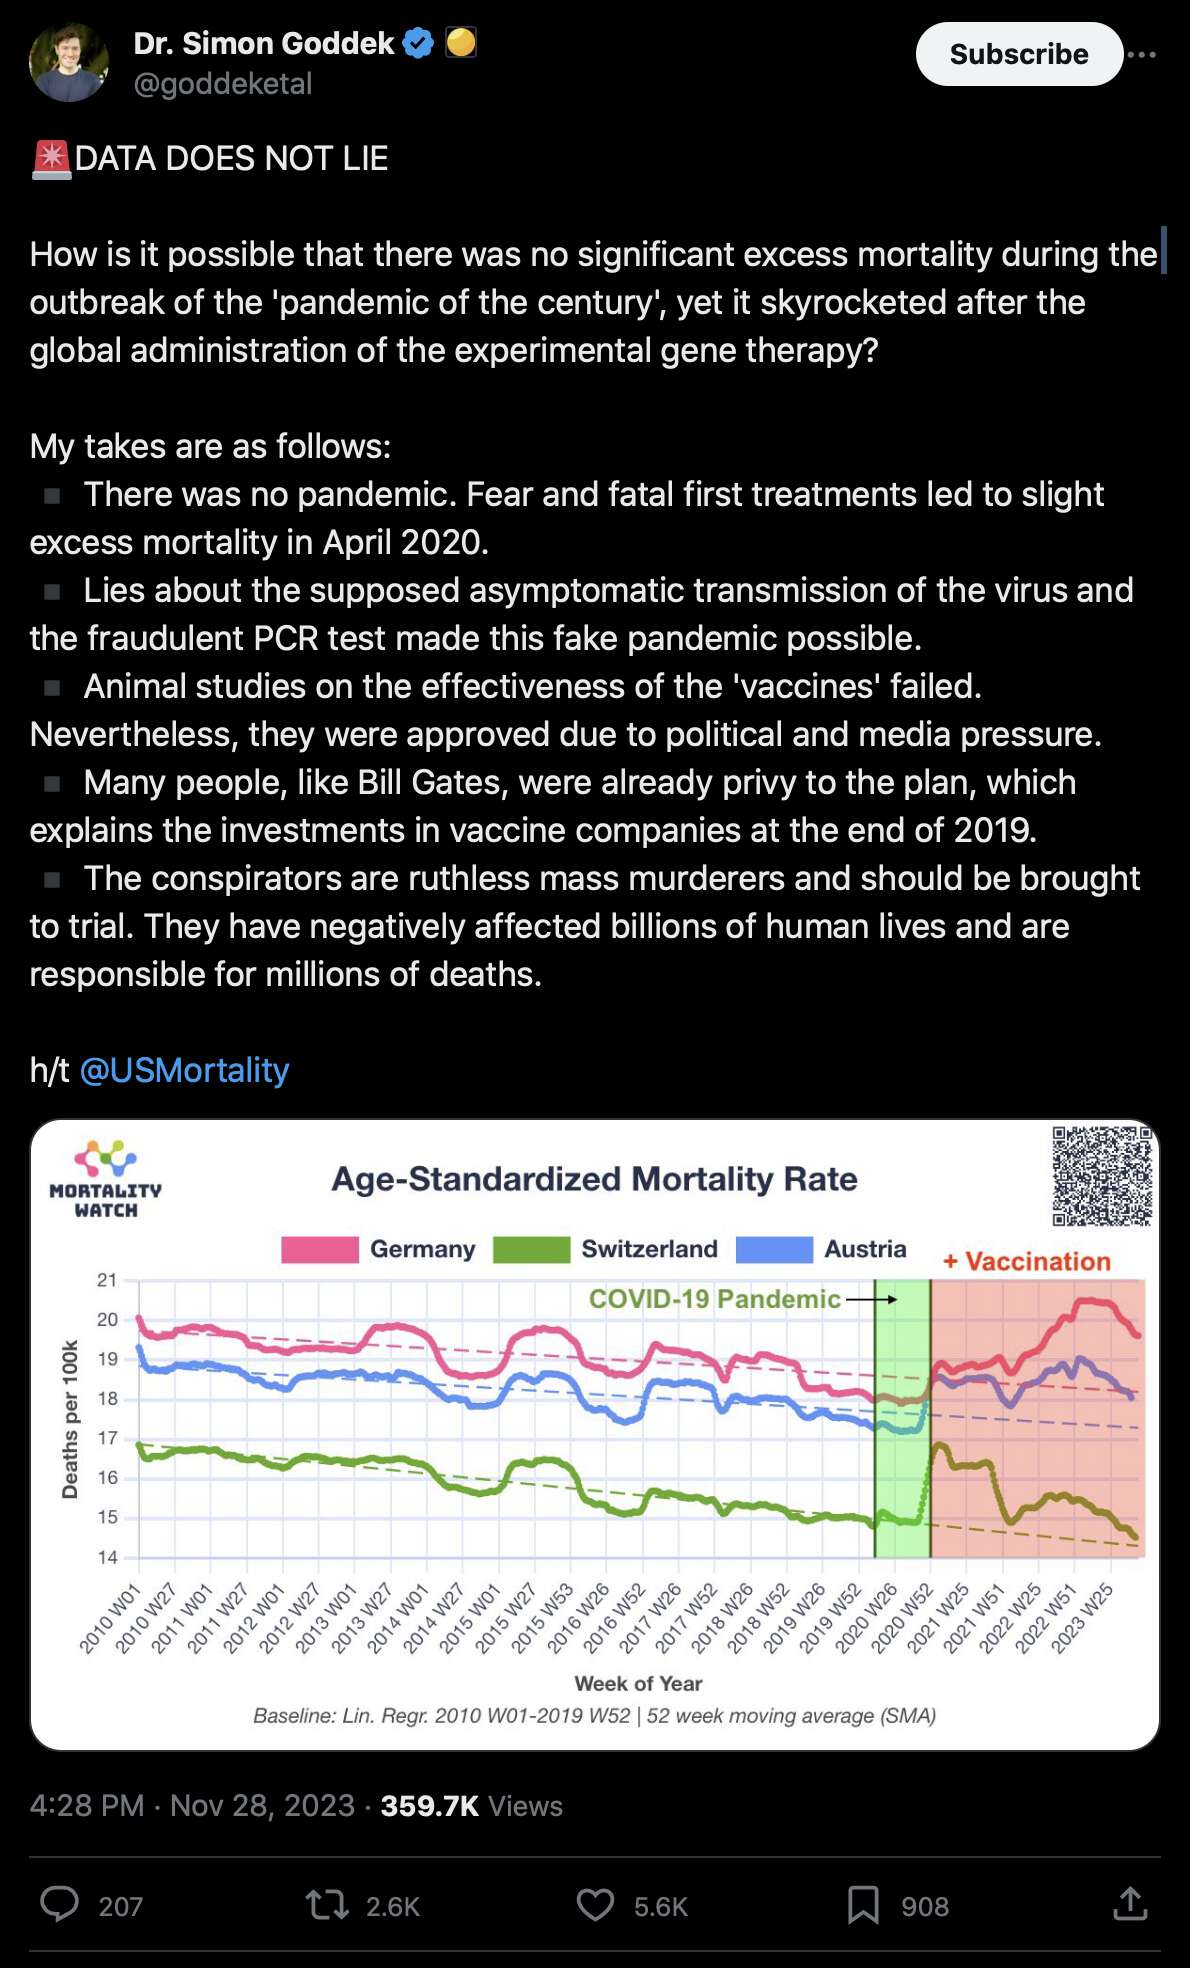 Dr. Simon Goddek
@goddeketal
Subscribe
DATA DOES NOT LIE
How is it possible that there was no significant excess mortality during the
outbreak of the 'pandemic of the century', yet it skyrocketed after the
global administration of the experimental gene therapy?
My takes are as follows:
▪ There was no pandemic. Fear and fatal first treatments led to slight
excess mortality in April 2020.
▪ Lies about the supposed asymptomatic transmission of the virus and
the fraudulent PCR test made this fake pandemic possible.
▪ Animal studies on the effectiveness of the 'vaccines' failed.
Nevertheless, they were approved due to political and media pressure.
▪ Many people, like Bill Gates, were already privy to the plan, which
explains the investments in vaccine companies at the end of 2019.
▪ The conspirators are ruthless mass murderers and should be brought
to trial. They have negatively affected billions of human lives and are
responsible for millions of deaths.
h/t @USMortality
MORTALITY
WATCH
Age-Standardized Mortality Rate
Germany Switzerland Austria
+ Vaccination
COVID-19 Pandemic
Deaths per 100k
21
20
19
18
17
16
15
14
2010 W01
2010 W27
2011 W01
2011 W27
2012 W01
2012 W27
2013 W01
2013 W27
2014 W01
2014 W27
2015 W01
2015 W27
2015 W53
2016 W26
2016 W52
2017 W26
2017 W52
2018 W26
2018 W52
2019 W26
2019 W52
2020 W26
2020 W52
2021 W25
2021 W51
2022 W25
2022 W51
2023 W25
Week of Year
Baseline: Lin. Regr. 2010 W01-2019 W52 | 52 week moving average (SMA)
4:28 PM · Nov 28, 2023 · 359.7K Views
207 2.6K 5.6K 908